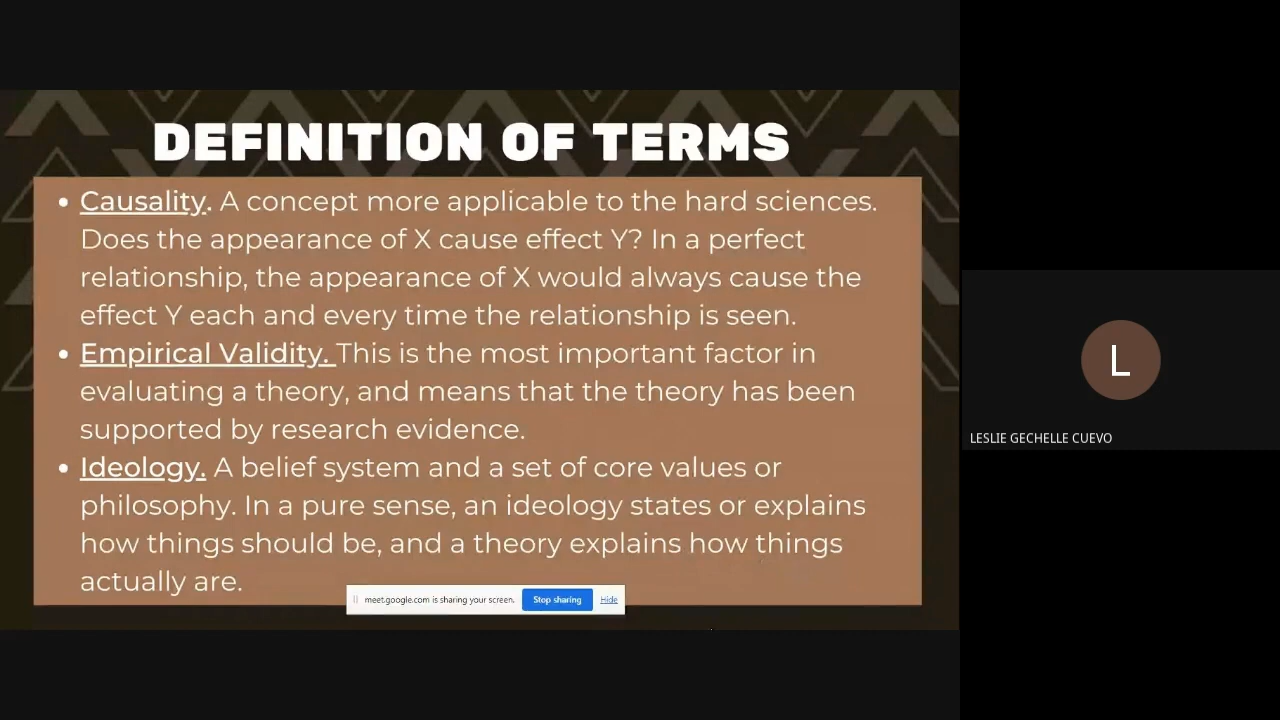 DEFINITION OF TERMS
• Causality. A concept more applicable to the hard sciences.
Does the appearance of X cause effect Y? In a perfect
relationship, the appearance of X would always cause the
effect Y each and every time the relationship is seen.
• Empirical Validity. This is the most important factor in
evaluating a theory, and means that the theory has been
supported by research evidence.
• Ideology. A belief system and a set of core values or
philosophy. In a pure sense, an ideology states or explains
how things should be, and a theory explains how things
actually are.
meet.google.com is sharing your screen. Stop sharing Hide
L
LESLIE GECHELLE CUEVO